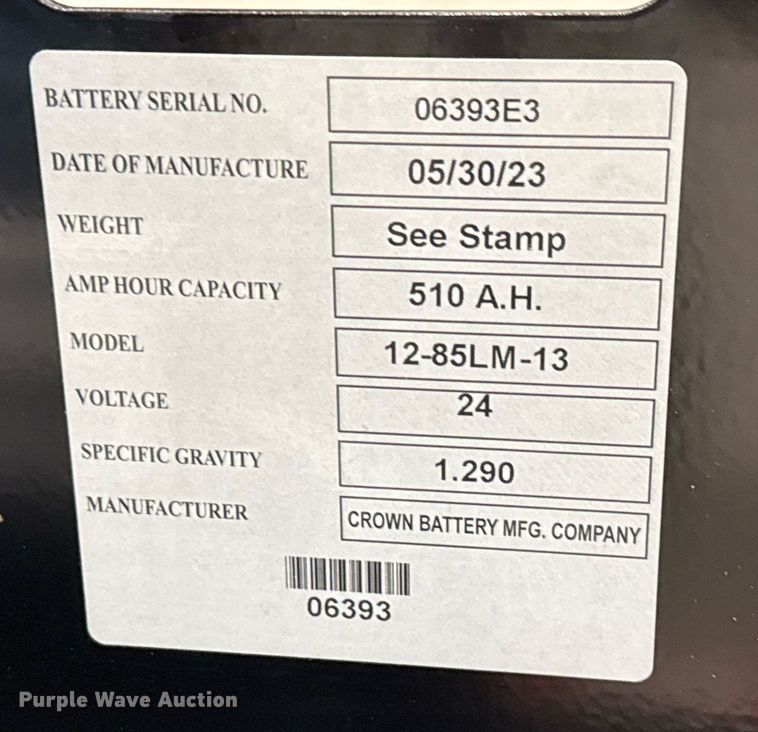 BATTERY SERIAL NO. 06393E3
DATE OF MANUFACTURE 05/30/23
WEIGHT See Stamp
AMP HOUR CAPACITY 510 A.H.
MODEL 12-85LM-13
VOLTAGE 24
SPECIFIC GRAVITY 1.290
MANUFACTURER CROWN BATTERY MFG. COMPANY
06393
Purple Wave Auction